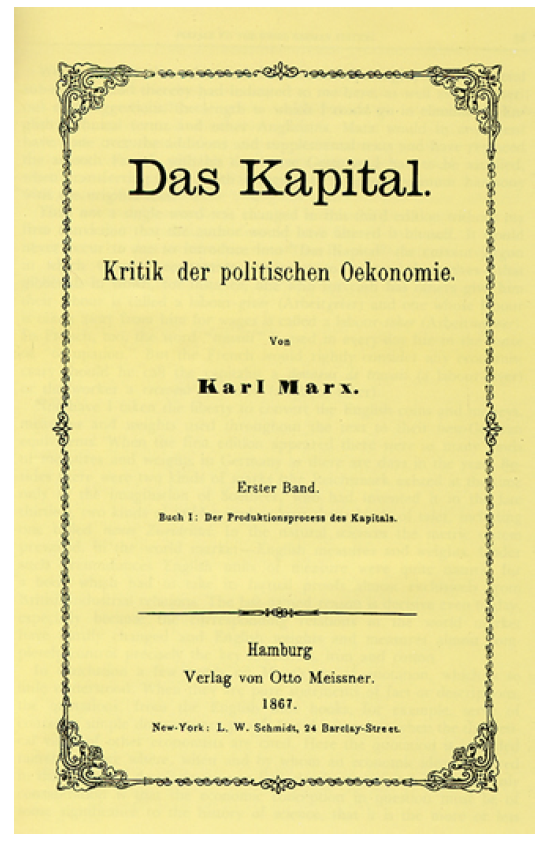 Das Kapital.
Kritik der politischen Oekonomie.
Von
Karl Marx.
Erster Band.
Buch I: Der Produktionsprocess des Kapitals.
Hamburg
Verlag von Otto Meissner.
1867.
New-York: L. W. Schmidt, 24 Barclay-Street.